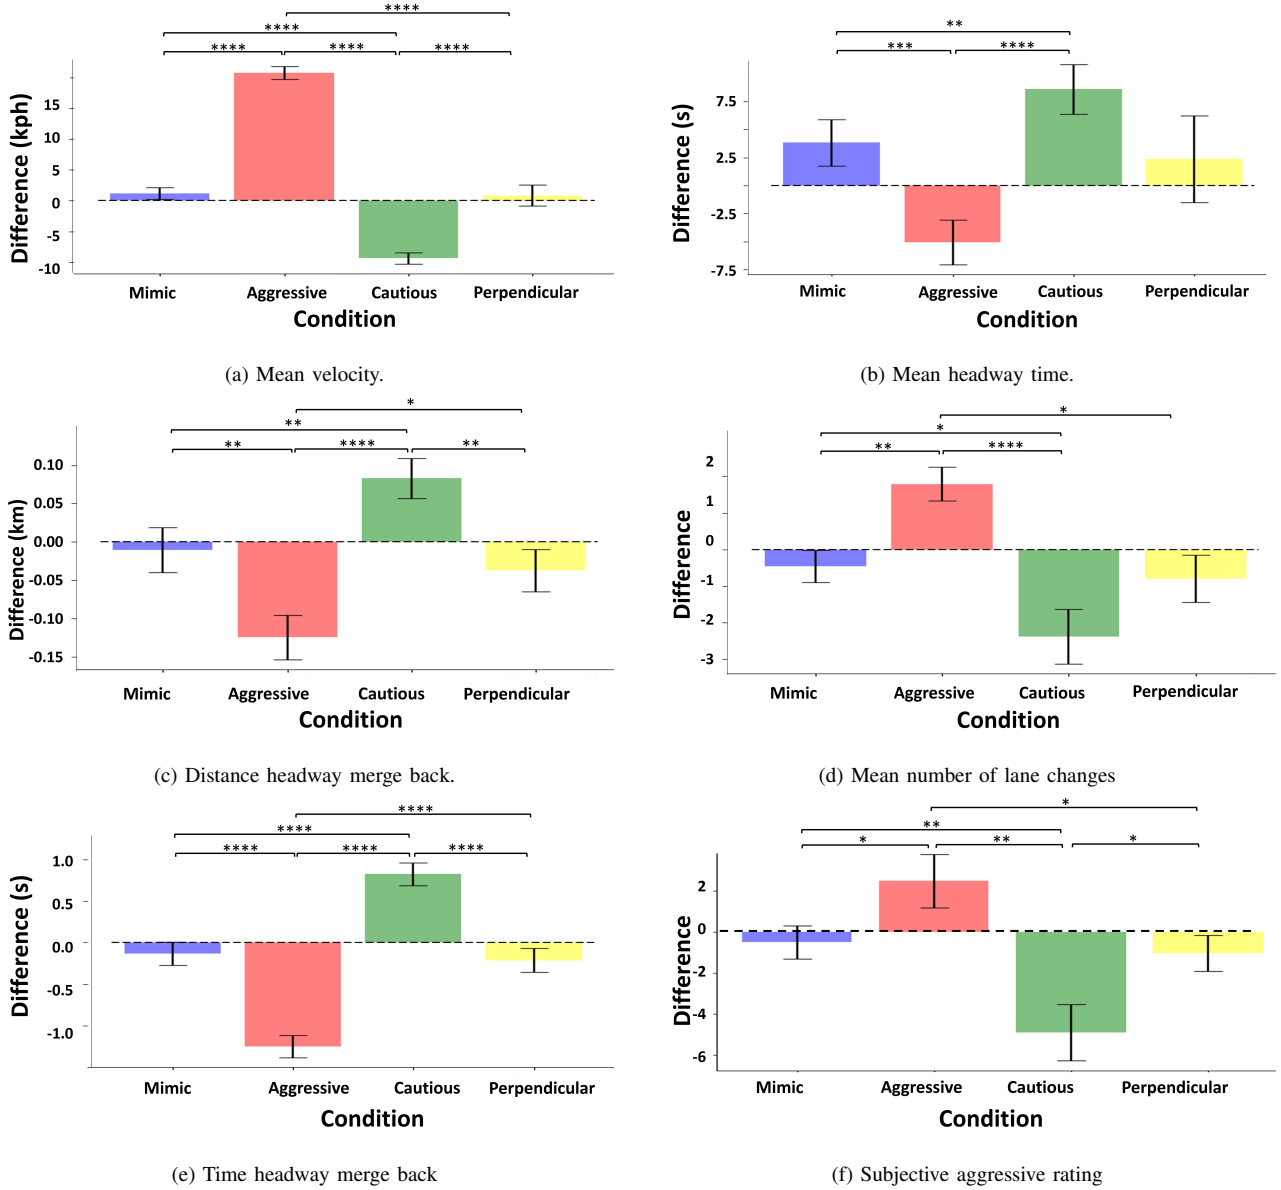 ****
****
**** **** ****
Difference (kph)
15
10
5
0
-5
-10
Mimic Aggressive Cautious Perpendicular
Condition
(a) Mean velocity.
**
*** ****
Difference (s)
7.5
2.5
-2.5
-7.5
Mimic Aggressive Cautious Perpendicular
Condition
(b) Mean headway time.
*
**
** **** **
Difference (km)
0.10
0.05
0.00
-0.05
-0.10
-0.15
Mimic Aggressive Cautious Perpendicular
Condition
(c) Distance headway merge back.
*
*
** ****
Difference
2
1
0
-1
-2
-3
Mimic Aggressive Cautious Perpendicular
Condition
(d) Mean number of lane changes
****
****
**** **** ****
Difference (s)
1.0
0.5
0.0
-0.5
-1.0
Mimic Aggressive Cautious Perpendicular
Condition
(e) Time headway merge back
*
**
* ** *
Difference
2
0
-2
-4
-6
Mimic Aggressive Cautious Perpendicular
Condition
(f) Subjective aggressive rating